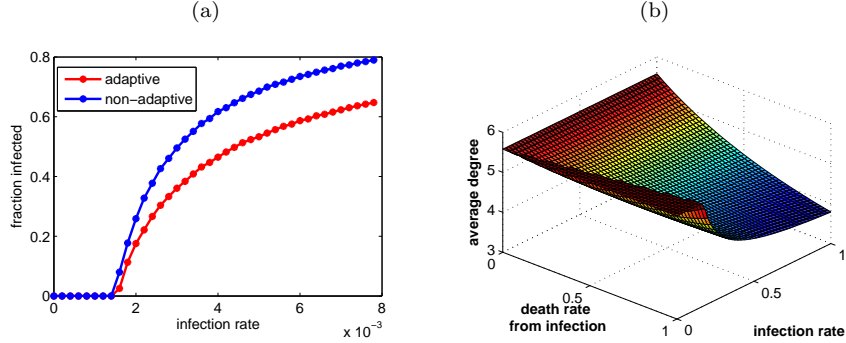 (a)
(b)
0.8
0.6
0.4
0.2
0
fraction infected
adaptive
non−adaptive
0
2
4
6
8
infection rate
x 10⁻³
6
5
4
3
average degree
0
0.5
1
death rate
from infection
0
0.5
1
infection rate